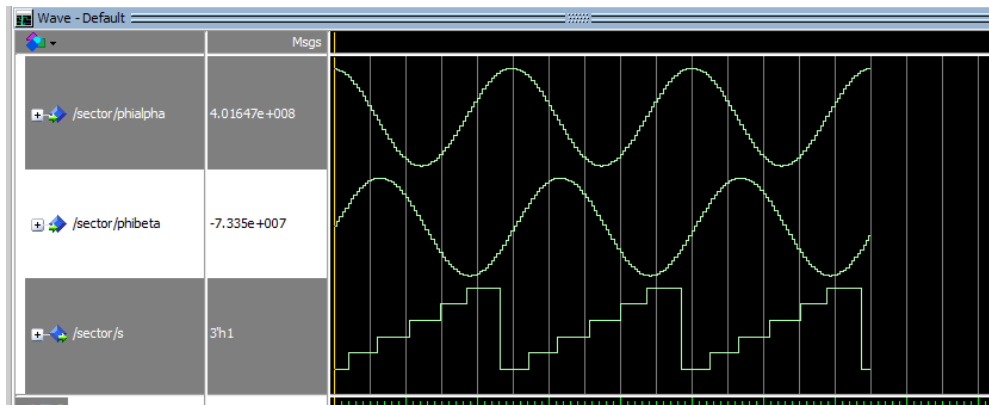 Wave - Default
Msgs
/sector/phialpha 4.01647e+008
/sector/phibeta -7.335e+007
/sector/s 3'h1